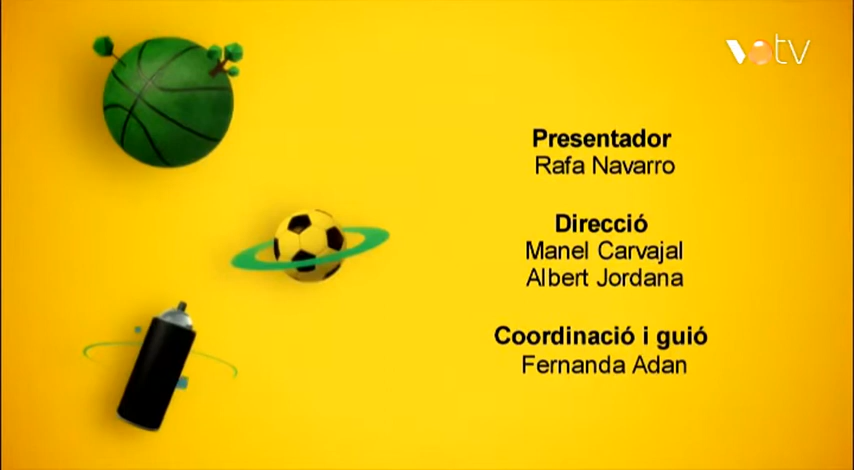 votv
Presentador
Rafa Navarro
Direcció
Manel Carvajal
Albert Jordana
Coordinació i guió
Fernanda Adan